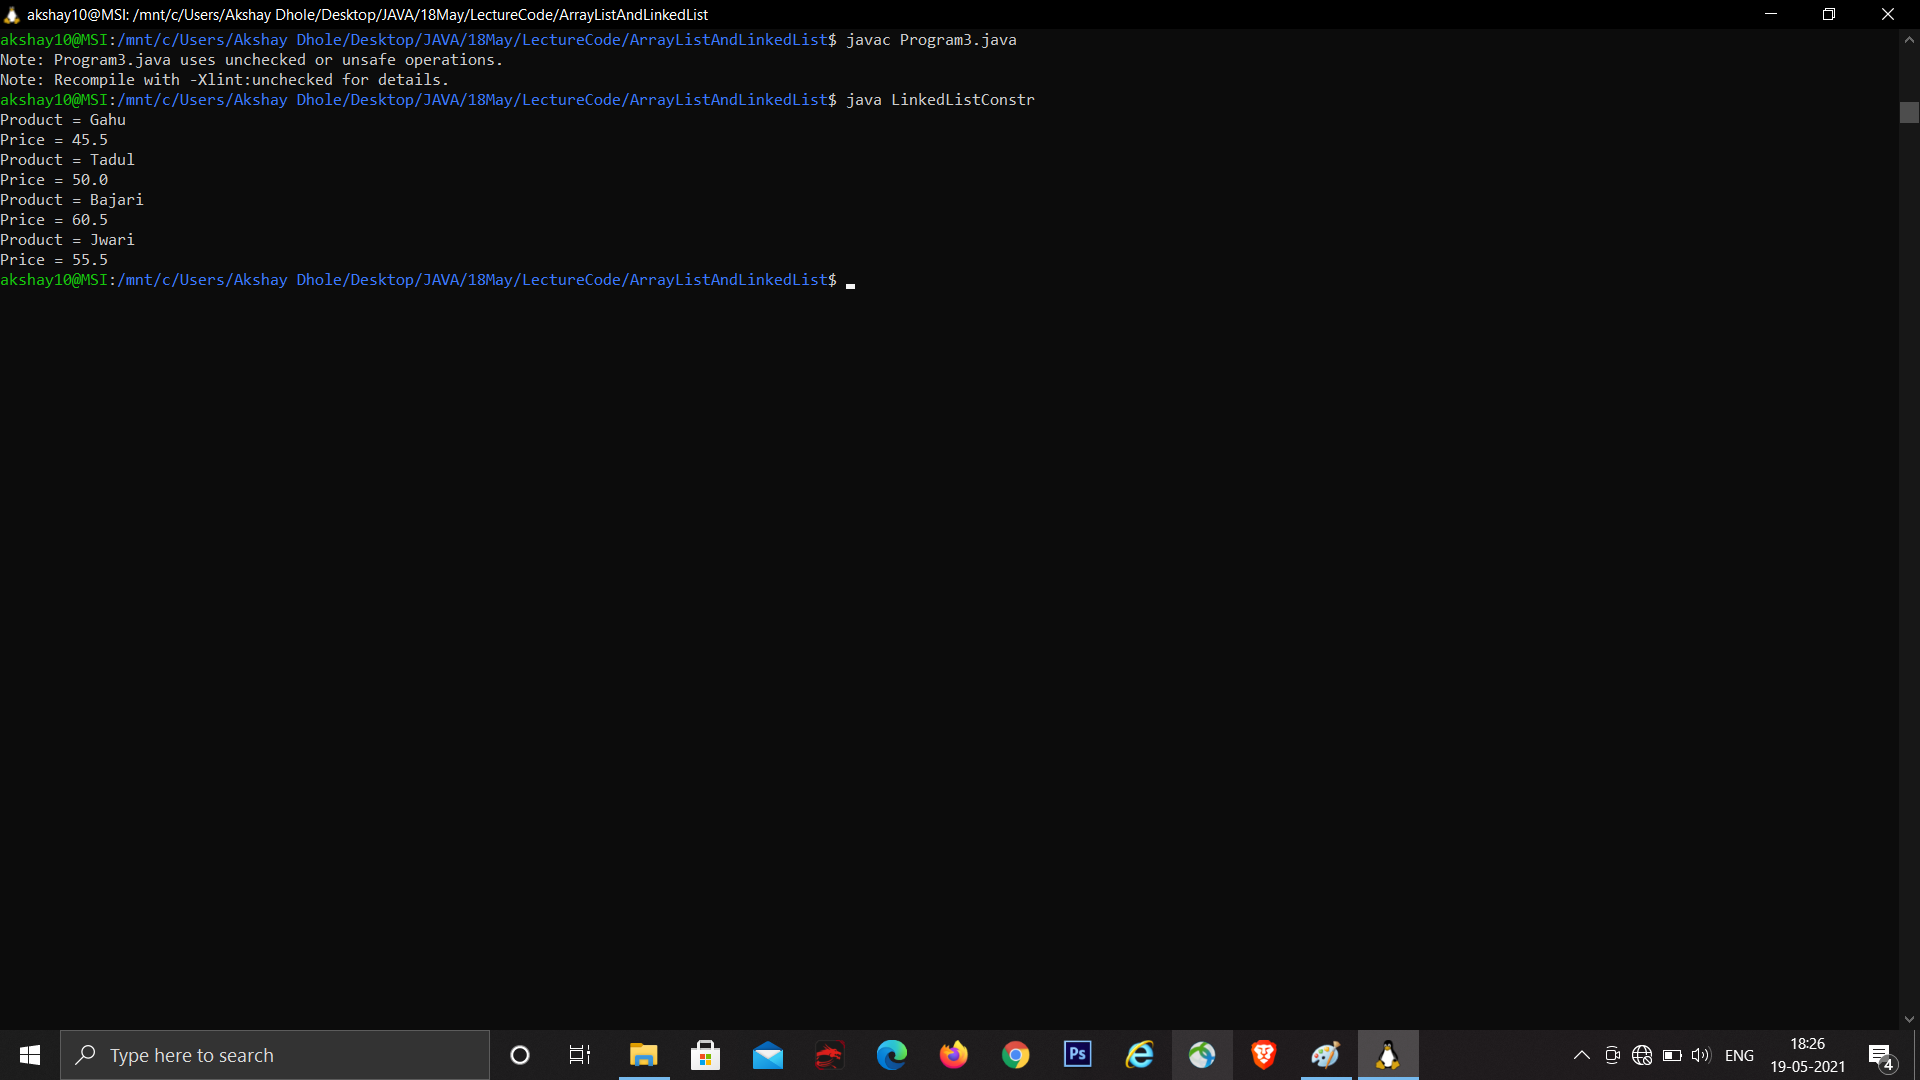 akshay10@MSI: /mnt/c/Users/Akshay Dhole/Desktop/JAVA/18May/LectureCode/ArrayListAndLinkedList
akshay10@MSI:/mnt/c/Users/Akshay Dhole/Desktop/JAVA/18May/LectureCode/ArrayListAndLinkedList$ javac Program3.java
Note: Program3.java uses unchecked or unsafe operations.
Note: Recompile with -Xlint:unchecked for details.
akshay10@MSI:/mnt/c/Users/Akshay Dhole/Desktop/JAVA/18May/LectureCode/ArrayListAndLinkedList$ java LinkedListConstr
Product = Gahu
Price = 45.5
Product = Tadul
Price = 50.0
Product = Bajari
Price = 60.5
Product = Jwari
Price = 55.5
akshay10@MSI:/mnt/c/Users/Akshay Dhole/Desktop/JAVA/18May/LectureCode/ArrayListAndLinkedList$
Type here to search
Ps
ENG
18:26
19-05-2021
4